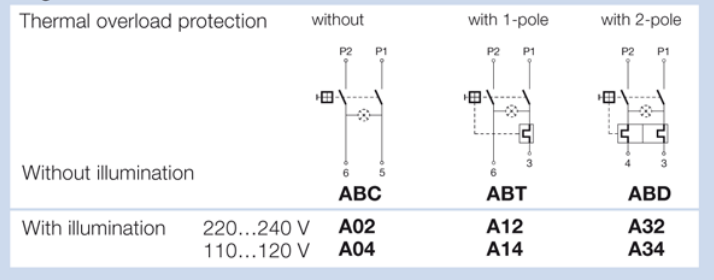 Thermal overload protection without with 1-pole with 2-pole
P2 P1 P2 P1 P2 P1
6 5 6 3 4 3
Without illumination
ABC ABT ABD
With illumination 220...240 V A02 A12 A32
110...120 V A04 A14 A34